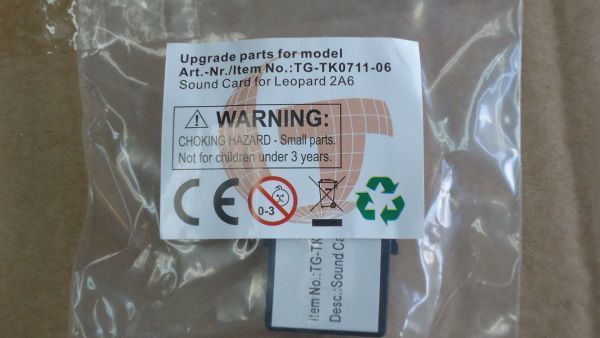 Upgrade parts for model
Art.-Nr./Item No.:TG-TK0711-06
Sound Card for Leopard 2A6
WARNING:
CHOKING HAZARD - Small parts.
Not for children under 3 years.
CE
0-3
Item No.:TG-TK
Desc.:Sound Ca